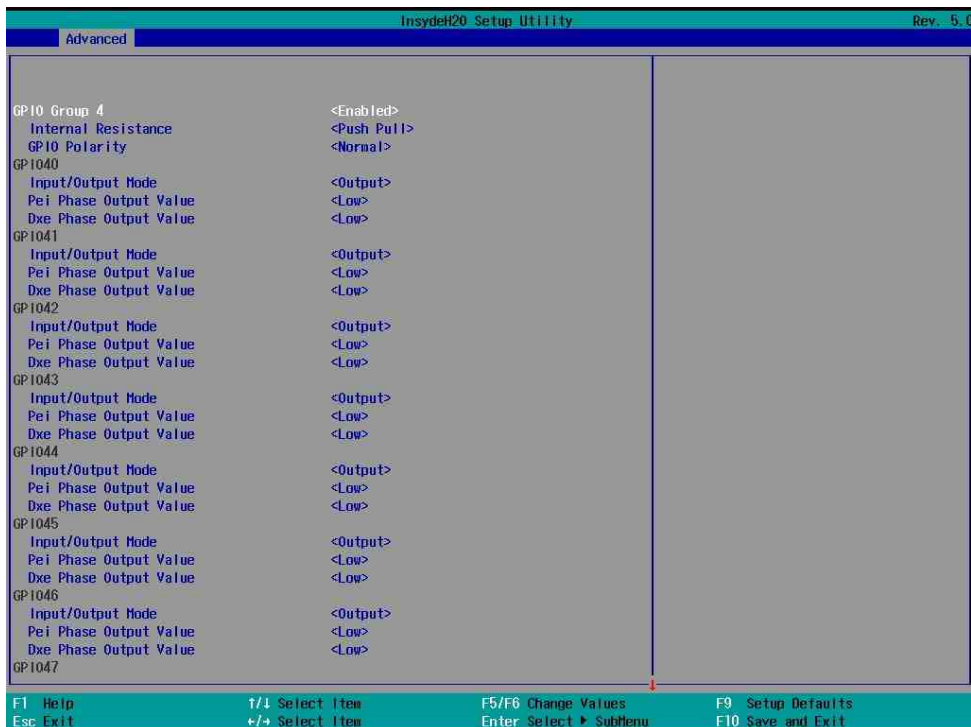 InsydeH20 Setup Utility Rev. 5.0
Advanced
GPIO Group 4 <Enabled>
Internal Resistance <Push Pull>
GPIO Polarity <Normal>
GPIO40
Input/Output Mode <Output>
Pei Phase Output Value <Low>
Dxe Phase Output Value <Low>
GPIO41
Input/Output Mode <Output>
Pei Phase Output Value <Low>
Dxe Phase Output Value <Low>
GPIO42
Input/Output Mode <Output>
Pei Phase Output Value <Low>
Dxe Phase Output Value <Low>
GPIO43
Input/Output Mode <Output>
Pei Phase Output Value <Low>
Dxe Phase Output Value <Low>
GPIO44
Input/Output Mode <Output>
Pei Phase Output Value <Low>
Dxe Phase Output Value <Low>
GPIO45
Input/Output Mode <Output>
Pei Phase Output Value <Low>
Dxe Phase Output Value <Low>
GPIO46
Input/Output Mode <Output>
Pei Phase Output Value <Low>
Dxe Phase Output Value <Low>
GPIO47
F1 Help ↑/↓ Select Item F5/F6 Change Values F9 Setup Defaults
Esc Exit ←/→ Select Item Enter Select ▶ SubMenu F10 Save and Exit